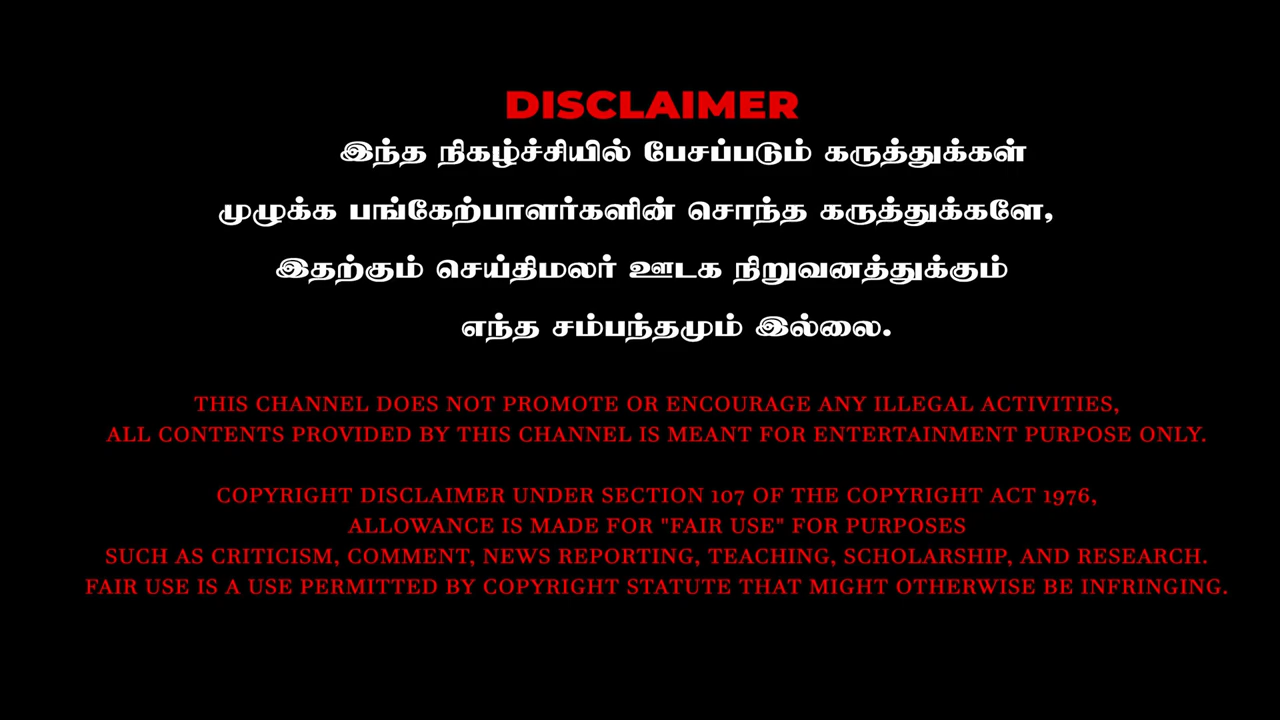 DISCLAIMER
இந்த நிகழ்ச்சியில் பேசப்படும் கருத்துக்கள்
முழுக்க பங்கேற்பாளர்களின் சொந்த கருத்துக்களே,
இதற்கும் செய்திமலர் ஊடக நிறுவனத்துக்கும்
எந்த சம்பந்தமும் இல்லை.
THIS CHANNEL DOES NOT PROMOTE OR ENCOURAGE ANY ILLEGAL ACTIVITIES,
ALL CONTENTS PROVIDED BY THIS CHANNEL IS MEANT FOR ENTERTAINMENT PURPOSE ONLY.
COPYRIGHT DISCLAIMER UNDER SECTION 107 OF THE COPYRIGHT ACT 1976,
ALLOWANCE IS MADE FOR "FAIR USE" FOR PURPOSES
SUCH AS CRITICISM, COMMENT, NEWS REPORTING, TEACHING, SCHOLARSHIP, AND RESEARCH.
FAIR USE IS A USE PERMITTED BY COPYRIGHT STATUTE THAT MIGHT OTHERWISE BE INFRINGING.